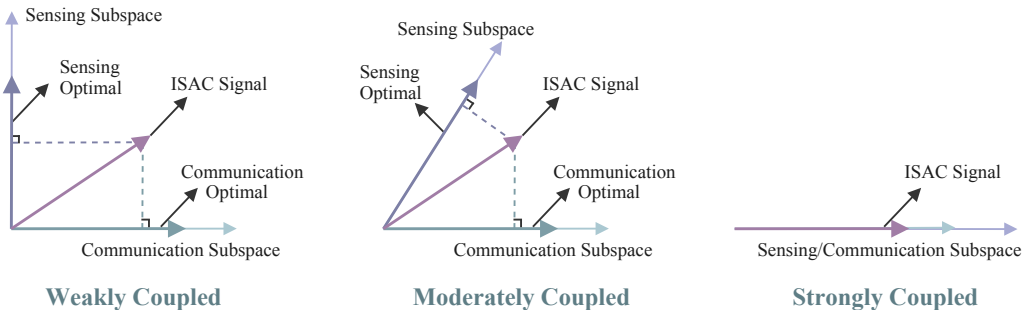 Sensing Subspace
Sensing
Optimal
ISAC Signal
Communication
Optimal
Communication Subspace
Weakly Coupled
Sensing Subspace
Sensing
Optimal
ISAC Signal
Communication
Optimal
Communication Subspace
Moderately Coupled
ISAC Signal
Sensing/Communication Subspace
Strongly Coupled